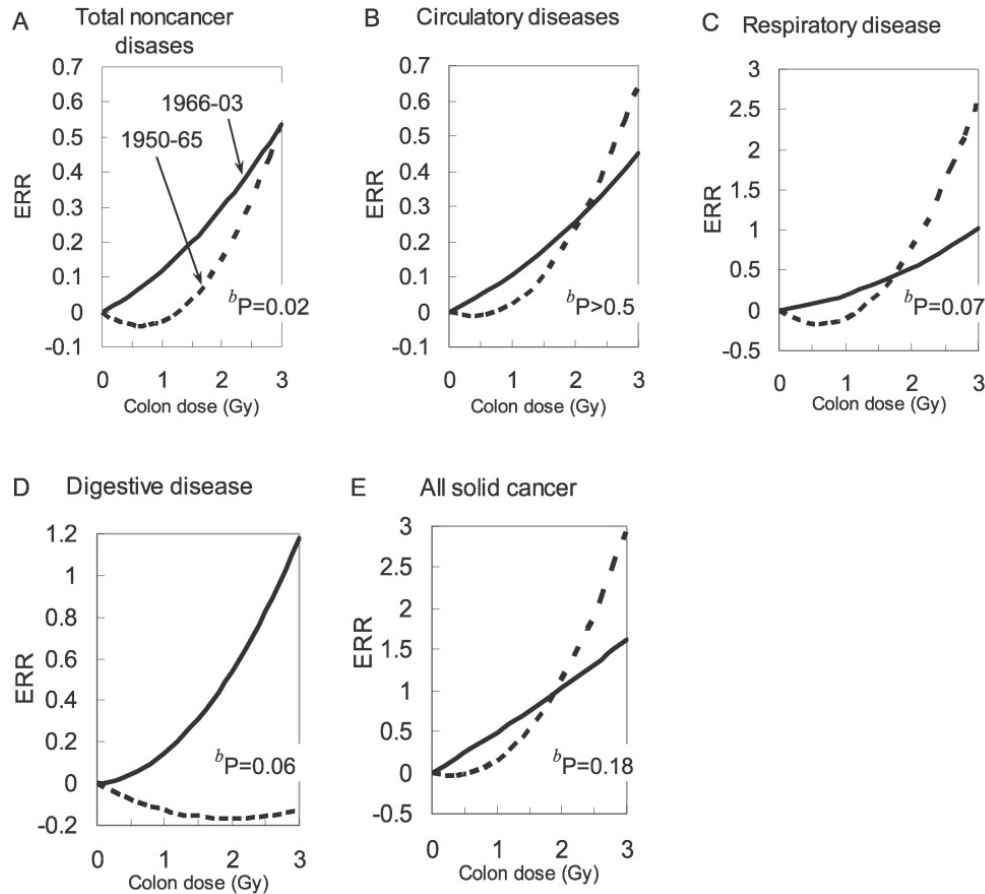 A Total noncancer
disases
0.7
0.6
0.5
0.4
0.3
0.2
0.1
0
-0.1
ERR
1966-03
1950-65
bP=0.02
0 1 2 3
Colon dose (Gy)
B Circulatory diseases
0.7
0.6
0.5
0.4
0.3
0.2
0.1
0
-0.1
ERR
bP>0.5
0 1 2 3
Colon dose (Gy)
C Respiratory disease
3
2.5
2
1.5
1
0.5
0
-0.5
ERR
bP=0.07
0 1 2 3
Colon dose (Gy)
D Digestive disease
1.2
1
0.8
0.6
0.4
0.2
0
-0.2
ERR
bP=0.06
0 1 2 3
Colon dose (Gy)
E All solid cancer
3
2.5
2
1.5
1
0.5
0
-0.5
ERR
bP=0.18
0 1 2 3
Colon dose (Gy)